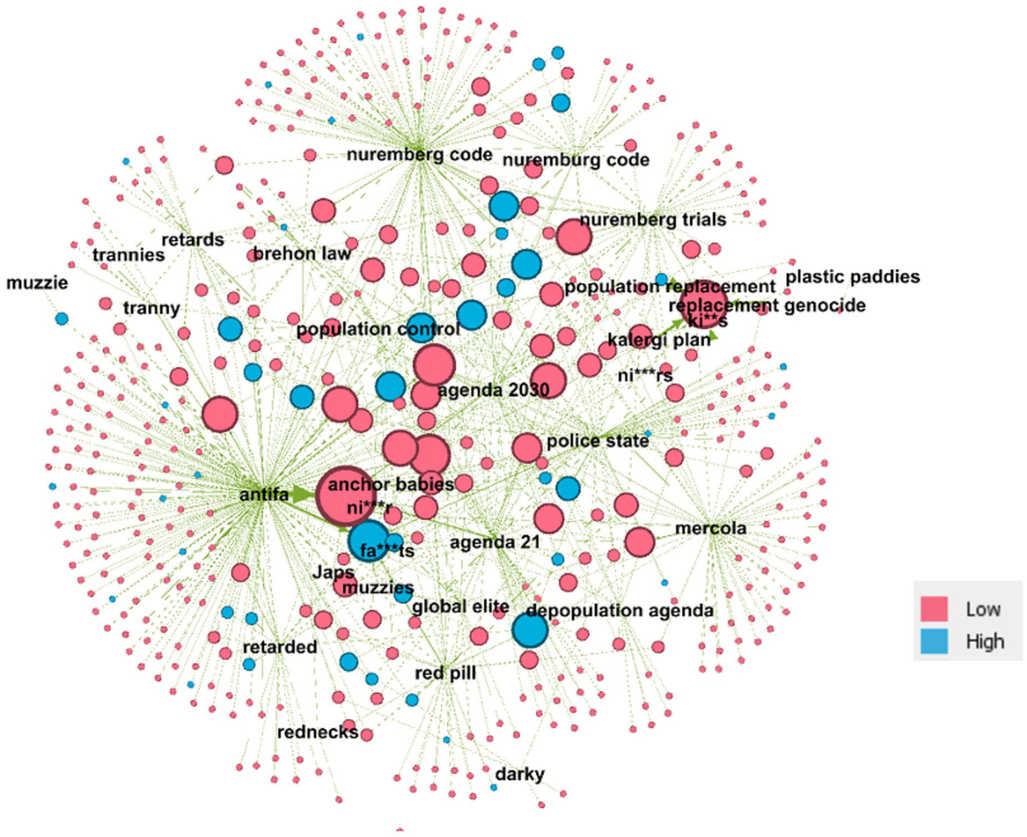 nuremberg code
nuremburg code
nuremberg trials
retards
trannies
brehon law
muzzie
tranny
plastic paddies
population replacement
replacement genocide
ki**s
population control
kalergi plan
ni***rs
agenda 2030
police state
anchor babies
antifa
ni***r
mercola
fa***ts
agenda 21
Japs
muzzies
global elite
depopulation agenda
retarded
red pill
rednecks
darky
Low
High